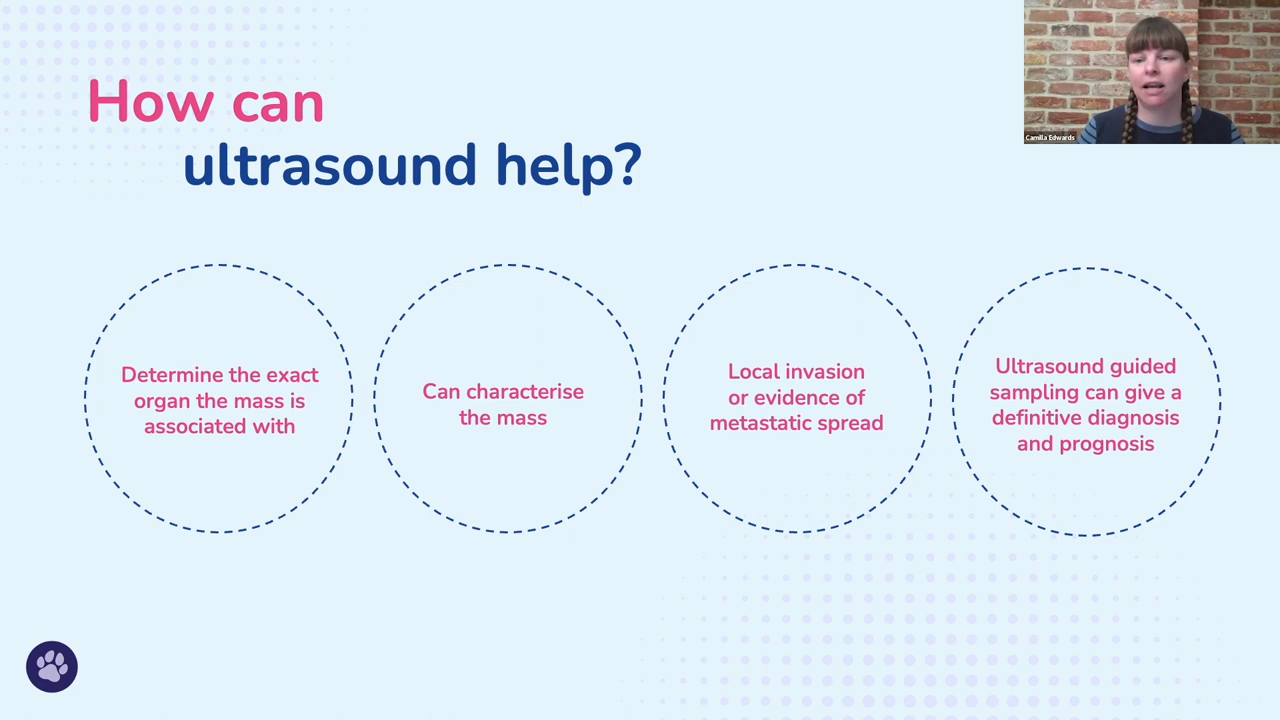 How can
ultrasound help?
Camilla Edwards
Determine the exact
organ the mass is
associated with
Can characterise
the mass
Local invasion
or evidence of
metastatic spread
Ultrasound guided
sampling can give a
definitive diagnosis
and prognosis